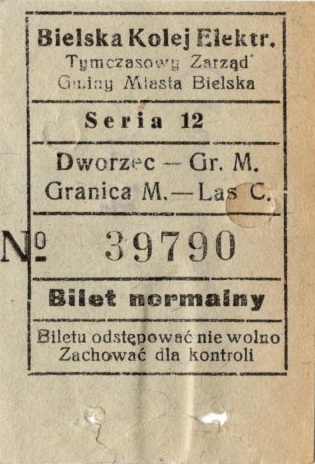 Bielska Kolej Elektr.
Tymczasowy Zarząd
Gminy Miasta Bielska
Seria 12
Dworzec — Gr. M.
Granica M. — Las C.
Nº 39790
Bilet normalny
Biletu odstępować nie wolno
Zachować dla kontroli